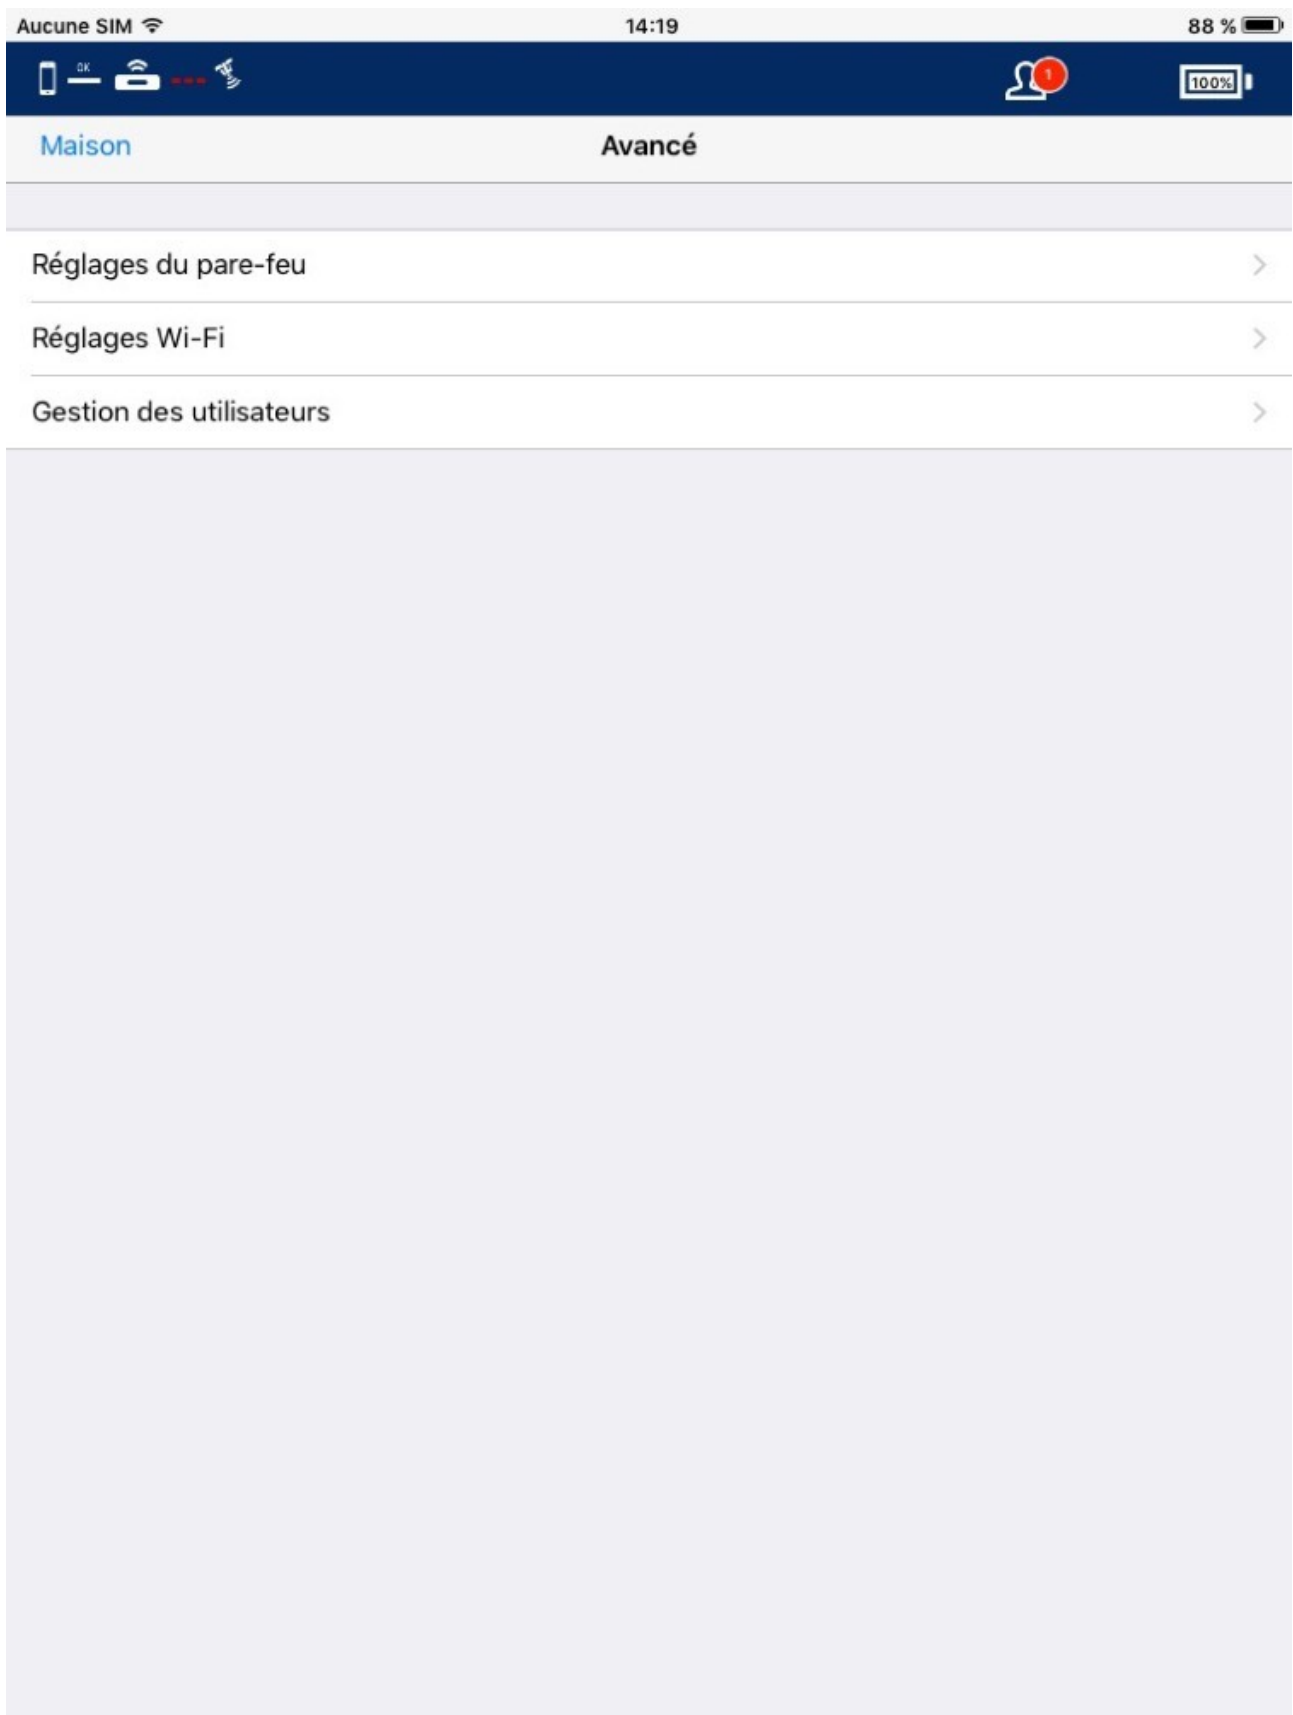 Aucune SIM 14:19 88 %
OK 1 100%
Maison Avancé
Réglages du pare-feu
Réglages Wi-Fi
Gestion des utilisateurs